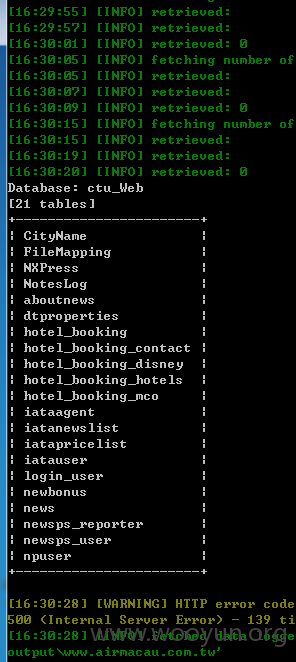 [16:29:55] [INFO] retrieved:
[16:29:57] [INFO] retrieved:
[16:30:01] [INFO] retrieved: 0
[16:30:05] [INFO] fetching number of
[16:30:05] [INFO] retrieved:
[16:30:07] [INFO] retrieved:
[16:30:09] [INFO] retrieved: 0
[16:30:15] [INFO] fetching number of
[16:30:15] [INFO] retrieved:
[16:30:19] [INFO] retrieved:
[16:30:20] [INFO] retrieved: 0
Database: ctu_Web
[21 tables]
+-----------------------+
| CityName |
| FileMapping |
| NXPress |
| NotesLog |
| aboutnews |
| dtproperties |
| hotel_booking |
| hotel_booking_contact |
| hotel_booking_disney |
| hotel_booking_hotels |
| hotel_booking_mco |
| iataagent |
| iatanewslist |
| iatapricelist |
| iatauser |
| login_user |
| newbonus |
| news |
| newsps_reporter |
| newsps_user |
| npuser |
+-----------------------+
[16:30:28] [WARNING] HTTP error code
500 (Internal Server Error) - 139 ti
[16:30:28] [INFO] fetched data logge
output\www.airmacau.com.tw'
www.wooyun.org